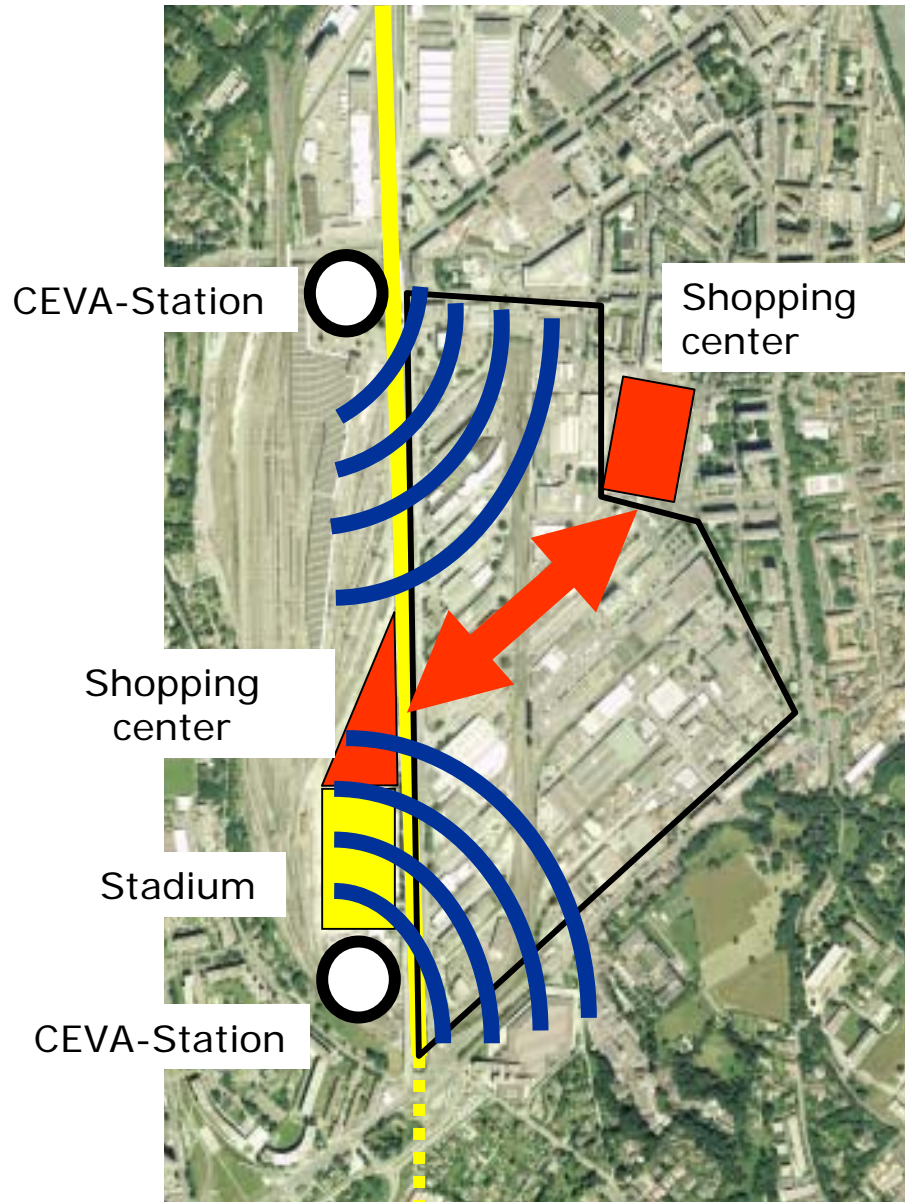 CEVA-Station
Shopping
center
Shopping
center
Stadium
CEVA-Station